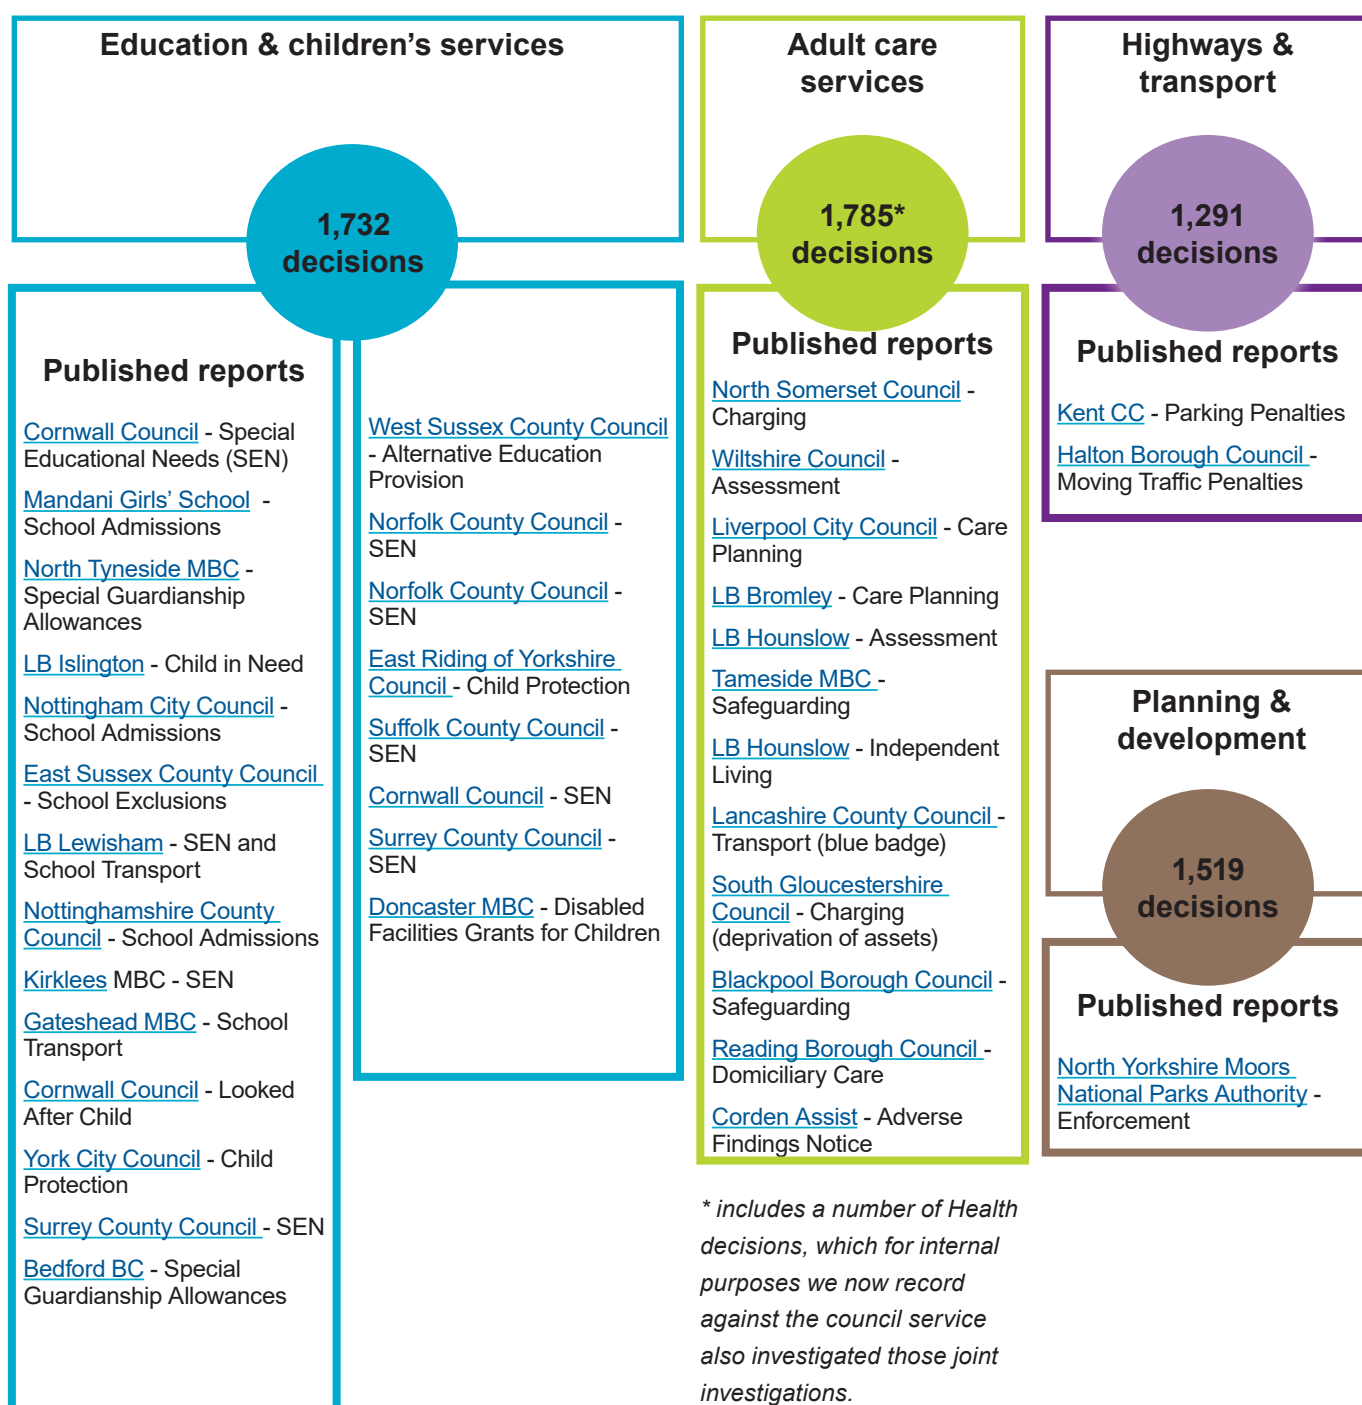 Education & children’s services
1,732
decisions
Published reports
Cornwall Council - Special
Educational Needs (SEN)
Mandani Girls’ School  -
School Admissions
North Tyneside MBC -
Special Guardianship
Allowances
LB Islington - Child in Need
Nottingham City Council -
School Admissions
East Sussex County Council
- School Exclusions
LB Lewisham - SEN and
School Transport
Nottinghamshire County
Council - School Admissions
Kirklees MBC - SEN
Gateshead MBC - School
Transport
Cornwall Council - Looked
After Child
York City Council - Child
Protection
Surrey County Council - SEN
Bedford BC - Special
Guardianship Allowances
West Sussex County Council
- Alternative Education
Provision
Norfolk County Council -
SEN
Norfolk County Council -
SEN
East Riding of Yorkshire
Council - Child Protection
Suffolk County Council -
SEN
Cornwall Council - SEN
Surrey County Council -
SEN
Doncaster MBC - Disabled
Facilities Grants for Children
Adult care
services
1,785*
decisions
Published reports
North Somerset Council -
Charging
Wiltshire Council -
Assessment
Liverpool City Council - Care
Planning
LB Bromley - Care Planning
LB Hounslow - Assessment
Tameside MBC -
Safeguarding
LB Hounslow - Independent
Living
Lancashire County Council -
Transport (blue badge)
South Gloucestershire
Council - Charging
(deprivation of assets)
Blackpool Borough Council -
Safeguarding
Reading Borough Council -
Domiciliary Care
Corden Assist - Adverse
Findings Notice
* includes a number of Health
decisions, which for internal
purposes we now record
against the council service
also investigated those joint
investigations.
Highways &
transport
1,291
decisions
Published reports
Kent CC - Parking Penalties
Halton Borough Council -
Moving Traffic Penalties
Planning &
development
1,519
decisions
Published reports
North Yorkshire Moors
National Parks Authority -
Enforcement